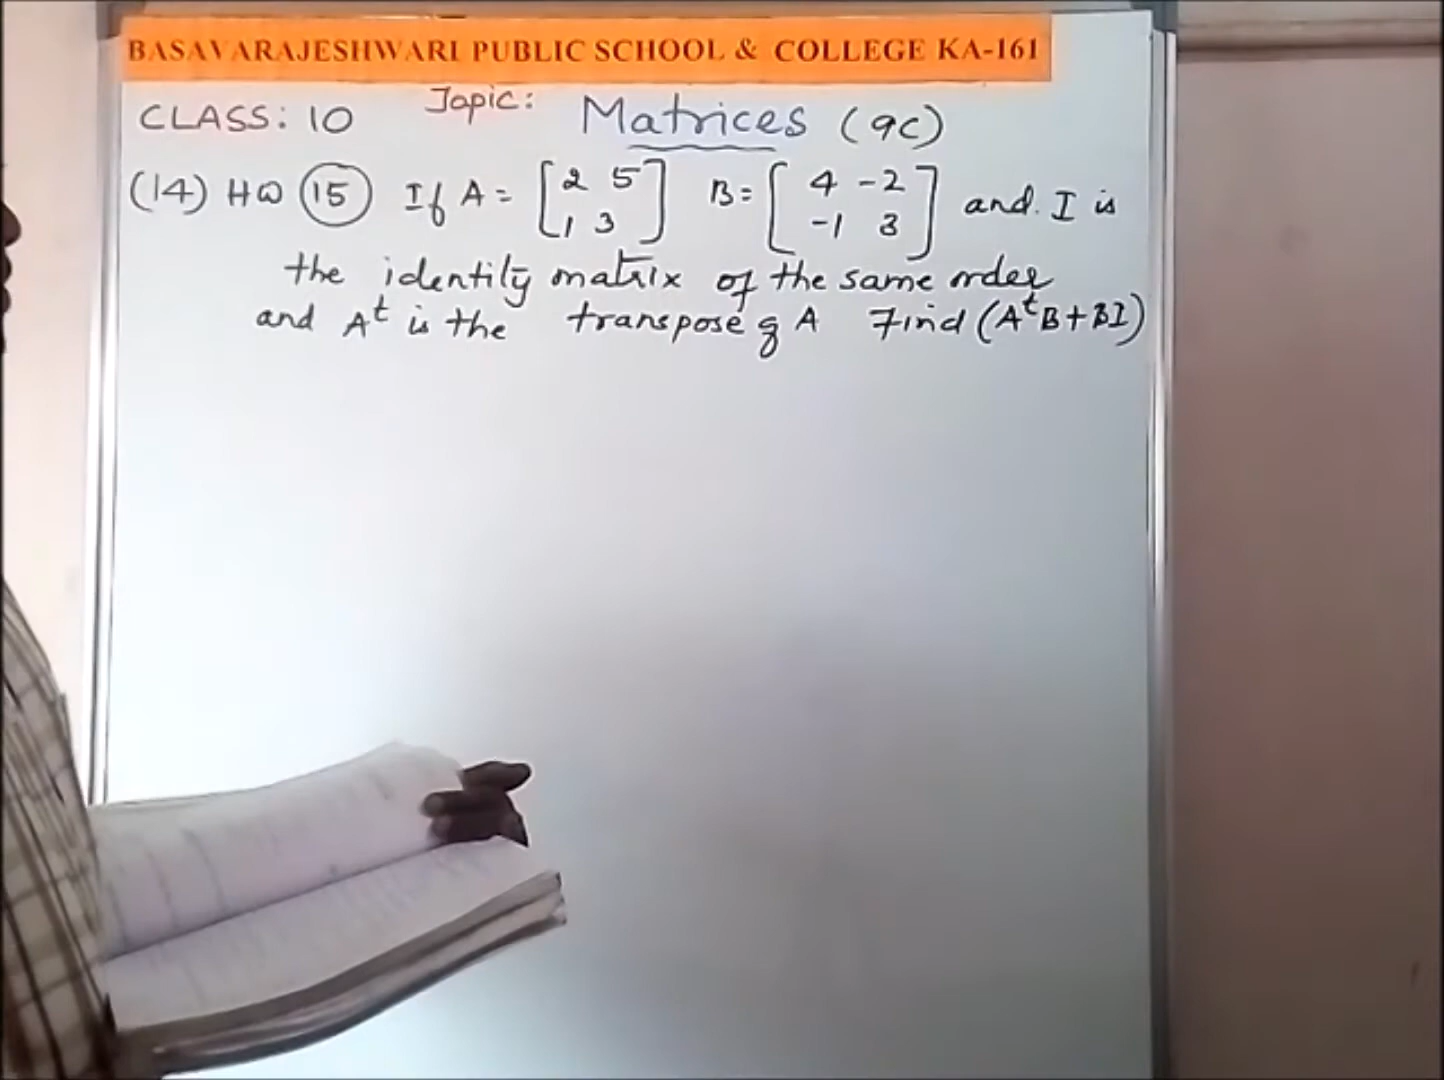 BASAVARAJESHWARI PUBLIC SCHOOL & COLLEGE KA-161
CLASS: 10 Topic: Matrices (9C)
(14) HW (15) If A = [2 5 B = [4 -2 and. I is
1 3] -1 3]
the identity matrix of the same order
and A^t is the transpose of A Find (A^tB+BI)